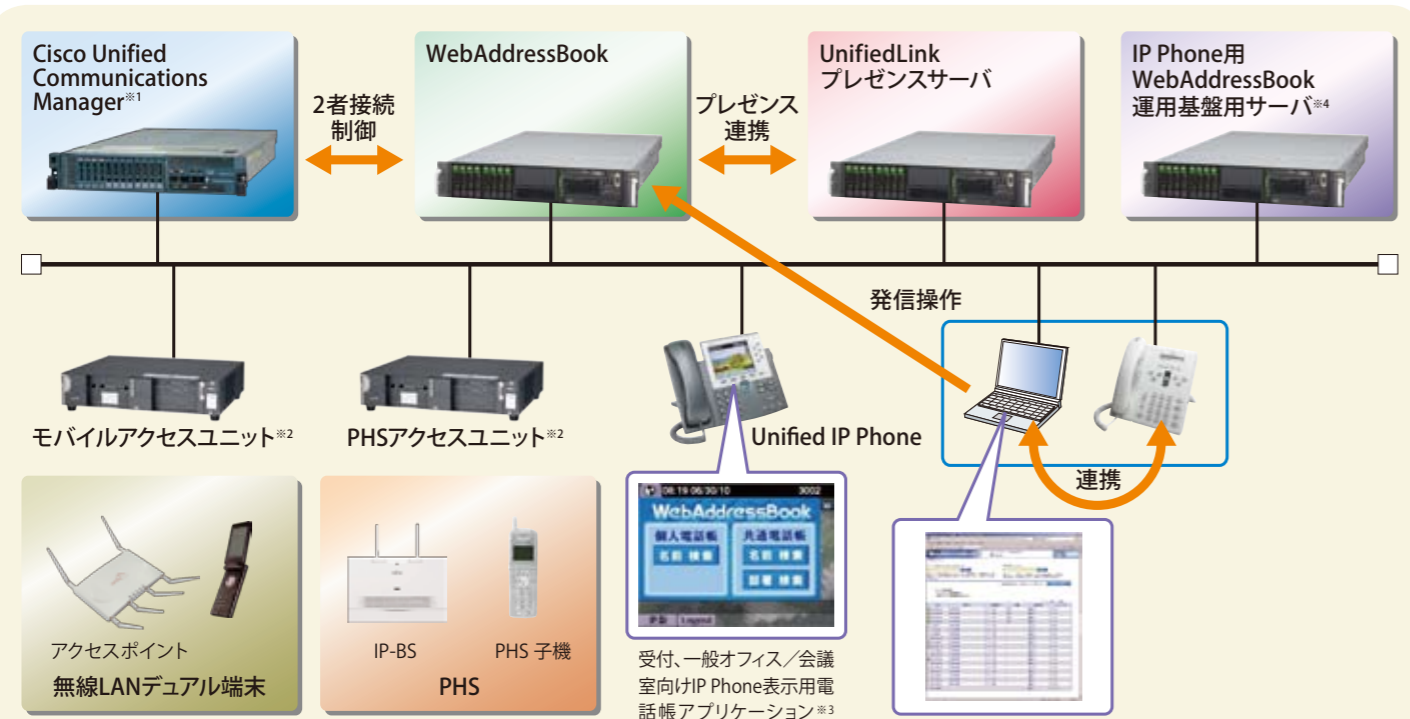 Cisco Unified
Communications
Manager※1
2者接続
制御
WebAddressBook
プレゼンス
連携
UnifiedLink
プレゼンスサーバ
IP Phone用
WebAddressBook
運用基盤用サーバ※4
発信操作
モバイルアクセスユニット※2
PHSアクセスユニット※2
Unified IP Phone
連携
08:19 06/30/10 3002
WebAddressBook
個人電話帳 共通電話帳
名前 検索 名前 検索
部署 検索
Logout
アクセスポイント
無線LANデュアル端末
IP-BS PHS 子機
PHS
受付、一般オフィス／会議
室向けIP Phone表示用電
話帳アプリケーション※3